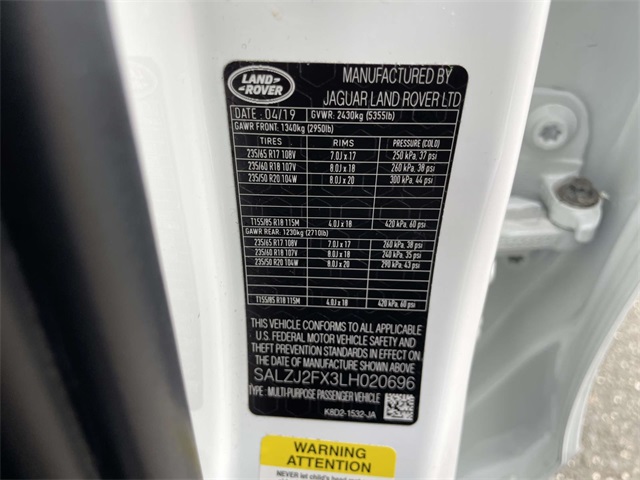 LAND
ROVER
MANUFACTURED BY
JAGUAR LAND ROVER LTD
DATE 04/19 GVWR: 2430kg (5355lb)
GAWR FRONT: 1340kg (2950lb)
TIRES RIMS PRESSURE (COLD)
235/65 R17 108V 7.0J x 17 250 kPa, 37 psi
235/60 R18 107V 8.0J x 18 260 kPa, 38 psi
235/50 R20 104W 8.0J x 20 300 kPa, 44 psi
T155/85 R18 115M 4.0J x 18 420 kPa, 60 psi
GAWR REAR: 1230kg (2710lb)
235/65 R17 108V 7.0J x 17 260 kPa, 38 psi
235/60 R18 107V 8.0J x 18 240 kPa, 35 psi
235/50 R20 104W 8.0J x 20 290 kPa, 43 psi
T155/85 R18 115M 4.0J x 18 420 kPa, 60 psi
THIS VEHICLE CONFORMS TO ALL APPLICABLE
U.S. FEDERAL MOTOR VEHICLE SAFETY AND
THEFT PREVENTION STANDARDS IN EFFECT ON
THE DATE OF MANUFACTURE SHOWN ABOVE
SALZJ2FX3LH020696
TYPE: MULTI-PURPOSE PASSENGER VEHICLE
K8D2-1532-JA
WARNING
ATTENTION
NEVER let child's head